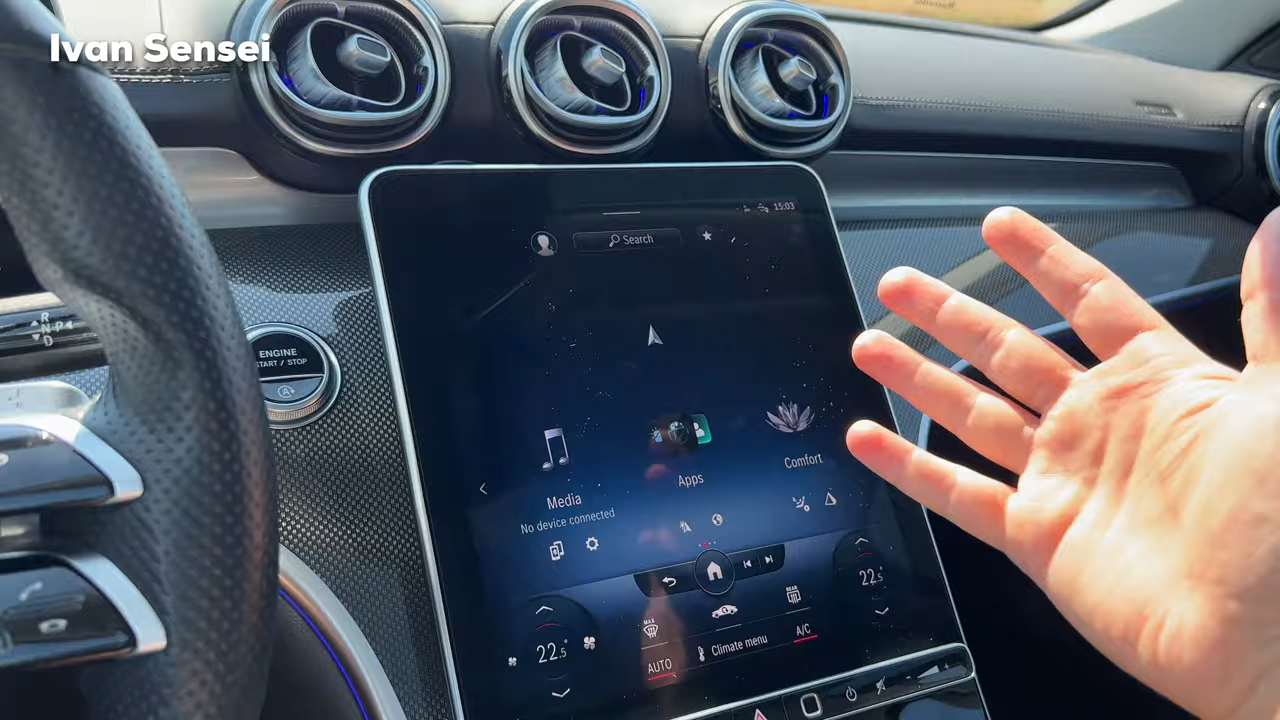 Ivan Sensei
15:03
Search
R
N P
D
ENGINE
START / STOP
A
Media
No device connected
Apps
Comfort
22.5
MAX
REAR
22.5
AUTO
Climate menu
A/C